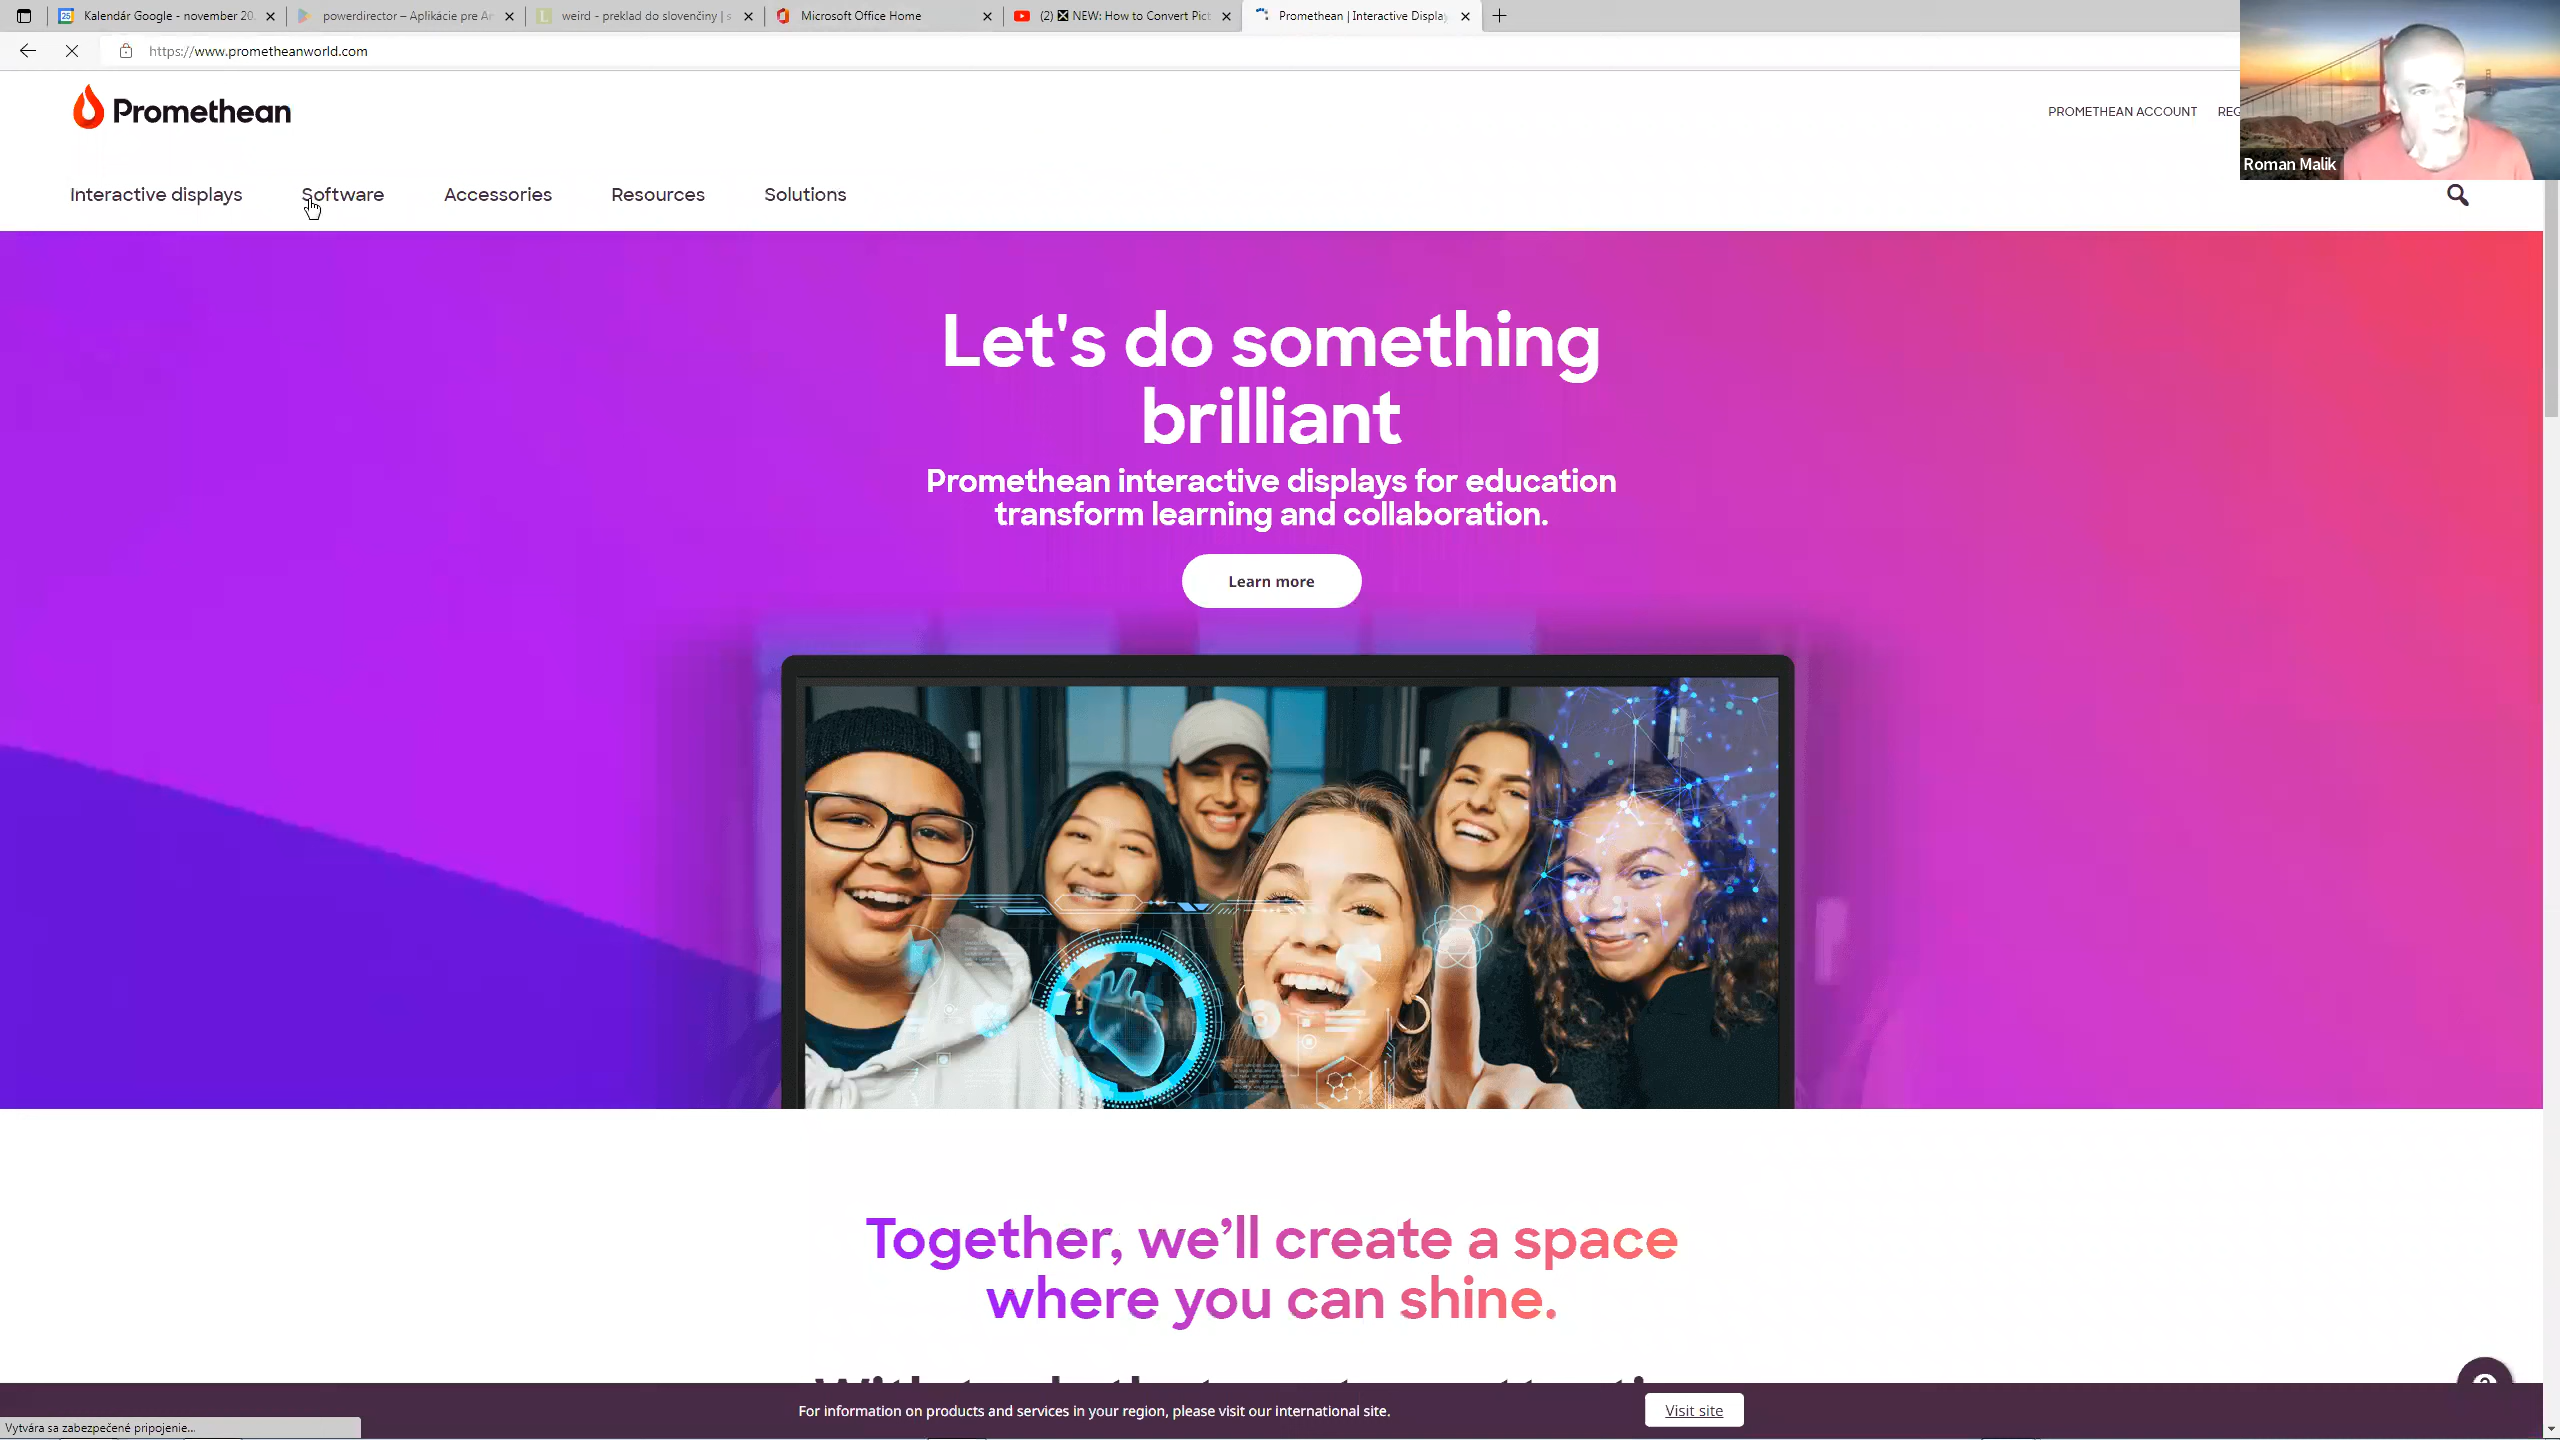 Kalendár Google - november 20
powerdirector – Aplikácie pre An
weird - preklad do slovenčiny | s
Microsoft Office Home
(2) NEW: How to Convert Pict
Promethean | Interactive Display
https://www.prometheanworld.com
Promethean
PROMETHEAN ACCOUNT
REG
Roman Malik
Interactive displays
Software
Accessories
Resources
Solutions
Let's do something
brilliant
Promethean interactive displays for education
transform learning and collaboration.
Learn more
Together, we’ll create a space
where you can shine.
For information on products and services in your region, please visit our international site.
Visit site
Vytvára sa zabezpečené pripojenie...